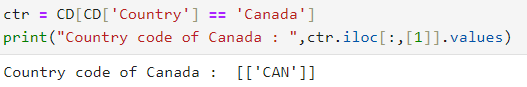 ctr = CD[CD['Country'] == 'Canada']
print("Country code of Canada : ",ctr.iloc[:,[1]].values)
Country code of Canada :  [['CAN']]